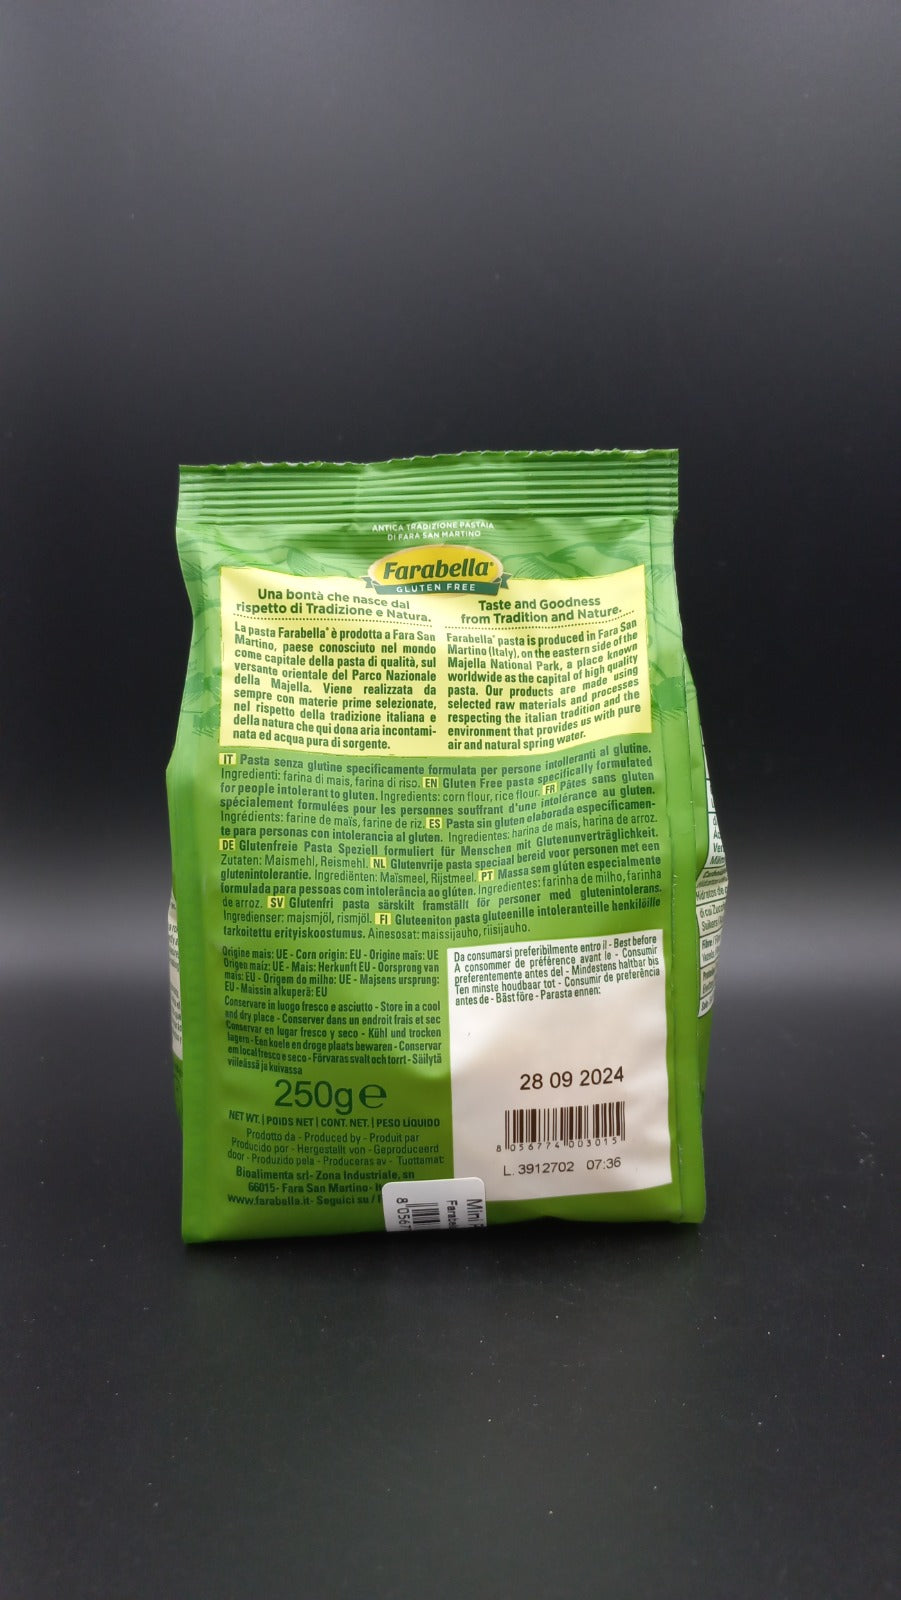 ANTICA TRADIZIONE PASTAIA
DI FARA SAN MARTINO
Farabella®
GLUTEN FREE
Una bontà che nasce dal
rispetto di Tradizione e Natura.
La pasta Farabella® è prodotta a Fara San
Martino, paese conosciuto nel mondo
come capitale della pasta di qualità, sul
versante orientale del Parco Nazionale
della Majella. Viene realizzata da
sempre con materie prime selezionate,
nel rispetto della tradizione italiana e
della natura che qui dona aria incontami-
nata ed acqua pura di sorgente.
Taste and Goodness
from Tradition and Nature.
Farabella® pasta is produced in Fara San
Martino (Italy), on the eastern side of the
Majella National Park, a place known
worldwide as the capital of high quality
pasta. Our products are made using
selected raw materials and processes
respecting the italian tradition and the
environment that provides us with pure
air and natural spring water.
IT Pasta senza glutine specificamente formulata per persone intolleranti al glutine.
Ingredienti: farina di mais, farina di riso. EN Gluten Free pasta specifically formulated
for people intolerant to gluten. Ingredients: corn flour, rice flour. FR Pâtes sans gluten
spécialement formulées pour les personnes souffrant d'une intolérance au gluten.
Ingrédients: farine de maïs, farine de riz. ES Pasta sin gluten elaborada específicamen-
te para personas con intolerancia al gluten. Ingredientes: harina de maís, harina de arroz.
DE Glutenfreie Pasta Speziell formuliert für Menschen mit Glutenunverträglichkeit.
Zutaten: Maismehl, Reismehl. NL Glutenvrije pasta speciaal bereid voor personen met een
glutenintolerantie. Ingrediënten: Maïsmeel, Rijstmeel. PT Massa sem glúten especialmente
formulada para pessoas com intolerância ao glúten. Ingredientes: farinha de milho, farinha
de arroz. SV Glutenfri pasta särskilt framställt för personer med glutenintolerans.
Ingredienser: majsmjöl, rismjöl. FI Gluteeniton pasta gluteenille intoleranteille henkilöille
tarkoitettu erityiskoostumus. Ainesosat: maissijauho, riisijauho.
Origine mais: UE - Corn origin: EU - Origine maïs: UE
Origen maíz: UE - Mais: Herkunft EU - Oorsprong van
maïs: EU - Origem do milho: UE - Majsens ursprung:
EU - Maissin alkuperä: EU
Conservare in luogo fresco e asciutto - Store in a cool
and dry place - Conserver dans un endroit frais et sec
Conservar en lugar fresco y seco - Kühl und trocken
lagern - Een koele en droge plaats bewaren - Conservar
em local fresco e seco - Förvaras svalt och torrt - Säilytä
viileässä ja kuivassa
250g e
NET WT. | POIDS NET | CONT. NET. | PESO LÍQUIDO
Prodotto da - Produced by - Produit par
Producido por - Hergestellt von - Geproduceerd
door - Produzido pela - Produceras av - Tuottamat:
Bioalimenta srl- Zona Industriale, sn
66015- Fara San Martino-
www.farabella.it- Seguici su /
Da consumarsi preferibilmente entro il - Best before
A consommer de préférence avant le - Consumir
preferentemente antes del - Mindestens haltbar bis
Ten minste houdbaar tot - Consumir de preferência
antes de - Bäst före - Parasta ennen:
28 09 2024
8 056774 003015
L. 3912702 07:36
Mini